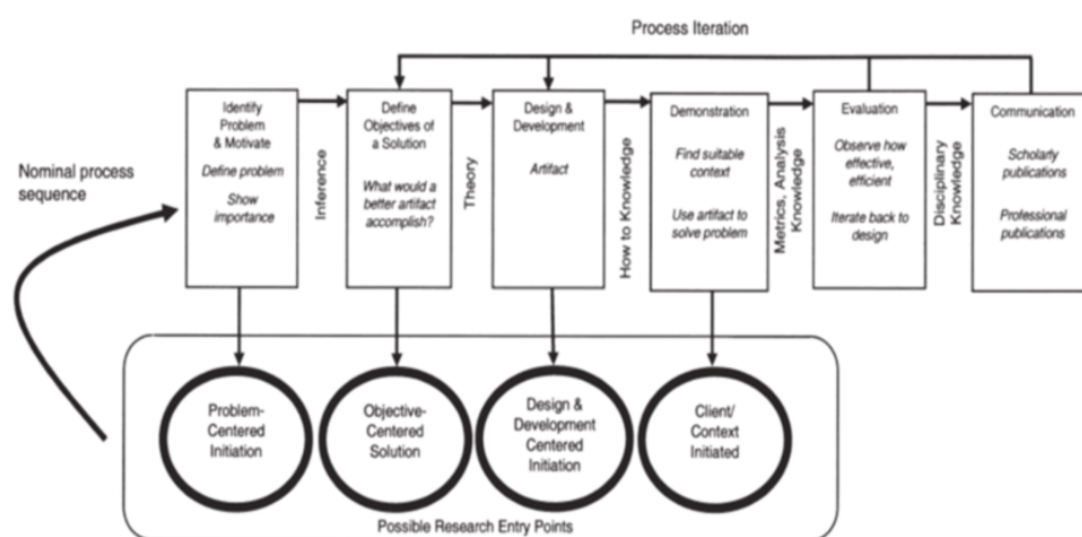 Process Iteration
Nominal process
sequence
Identify
Problem
& Motivate
Define problem
Show
importance
Inference
Define
Objectives of
a Solution
What would a
better artifact
accomplish?
Theory
Design &
Development
Artifact
How to Knowledge
Demonstration
Find suitable
context
Use artifact to
solve problem
Metrics, Analysis
Knowledge
Evaluation
Observe how
effective,
efficient
Iterate back to
design
Disciplinary
Knowledge
Communication
Scholarly
publications
Professional
publications
Problem-
Centered
Initiation
Objective-
Centered
Solution
Design &
Development
Centered
Initiation
Client/
Context
Initiated
Possible Research Entry Points